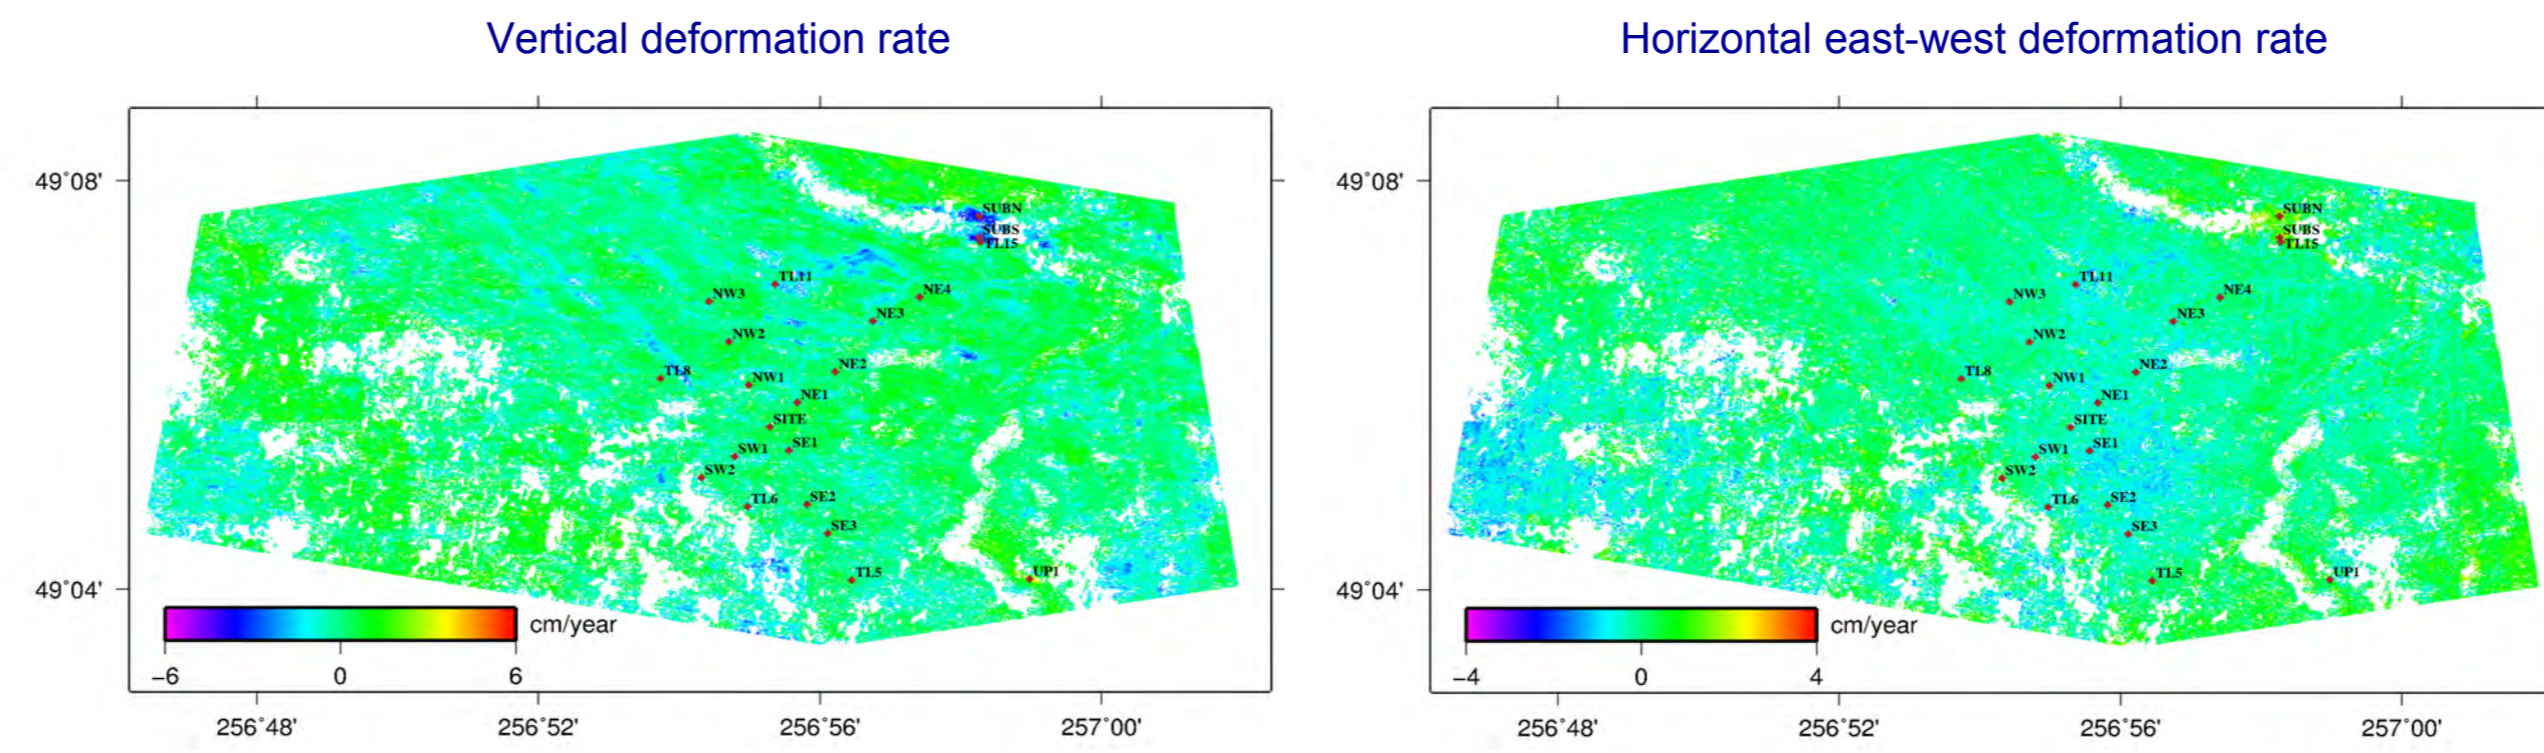 Vertical deformation rate
Horizontal east-west deformation rate
49°08'
49°04'
SUBN
SUBS
TL15
TL11
NW3
NE4
NE3
NW2
NE2
TL8
NW1
NE1
SITE
SE1
SW1
SW2
TL6
SE2
SE3
TL5
UP1
cm/year
−6 0 6
256°48' 256°52' 256°56' 257°00'
49°08'
49°04'
SUBN
SUBS
TL15
TL11
NW3
NE4
NE3
NW2
NE2
TL8
NW1
NE1
SITE
SE1
SW1
SW2
TL6
SE2
SE3
TL5
UP1
cm/year
−4 0 4
256°48' 256°52' 256°56' 257°00'